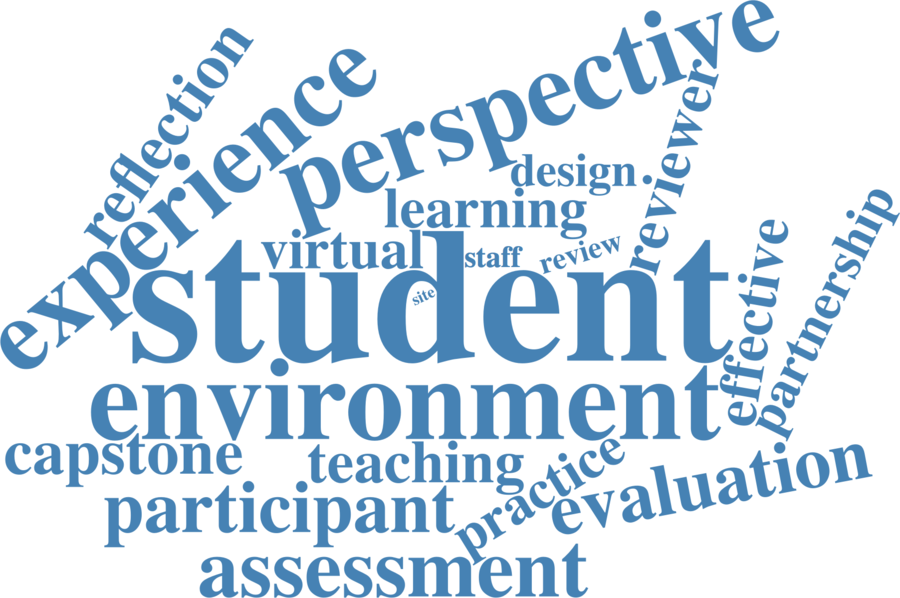 reflection
experience
perspective
reviewer
design
learning
virtual
staff
review
site
student
effective
partnership
environment
capstone
teaching
practice
evaluation
participant
assessment